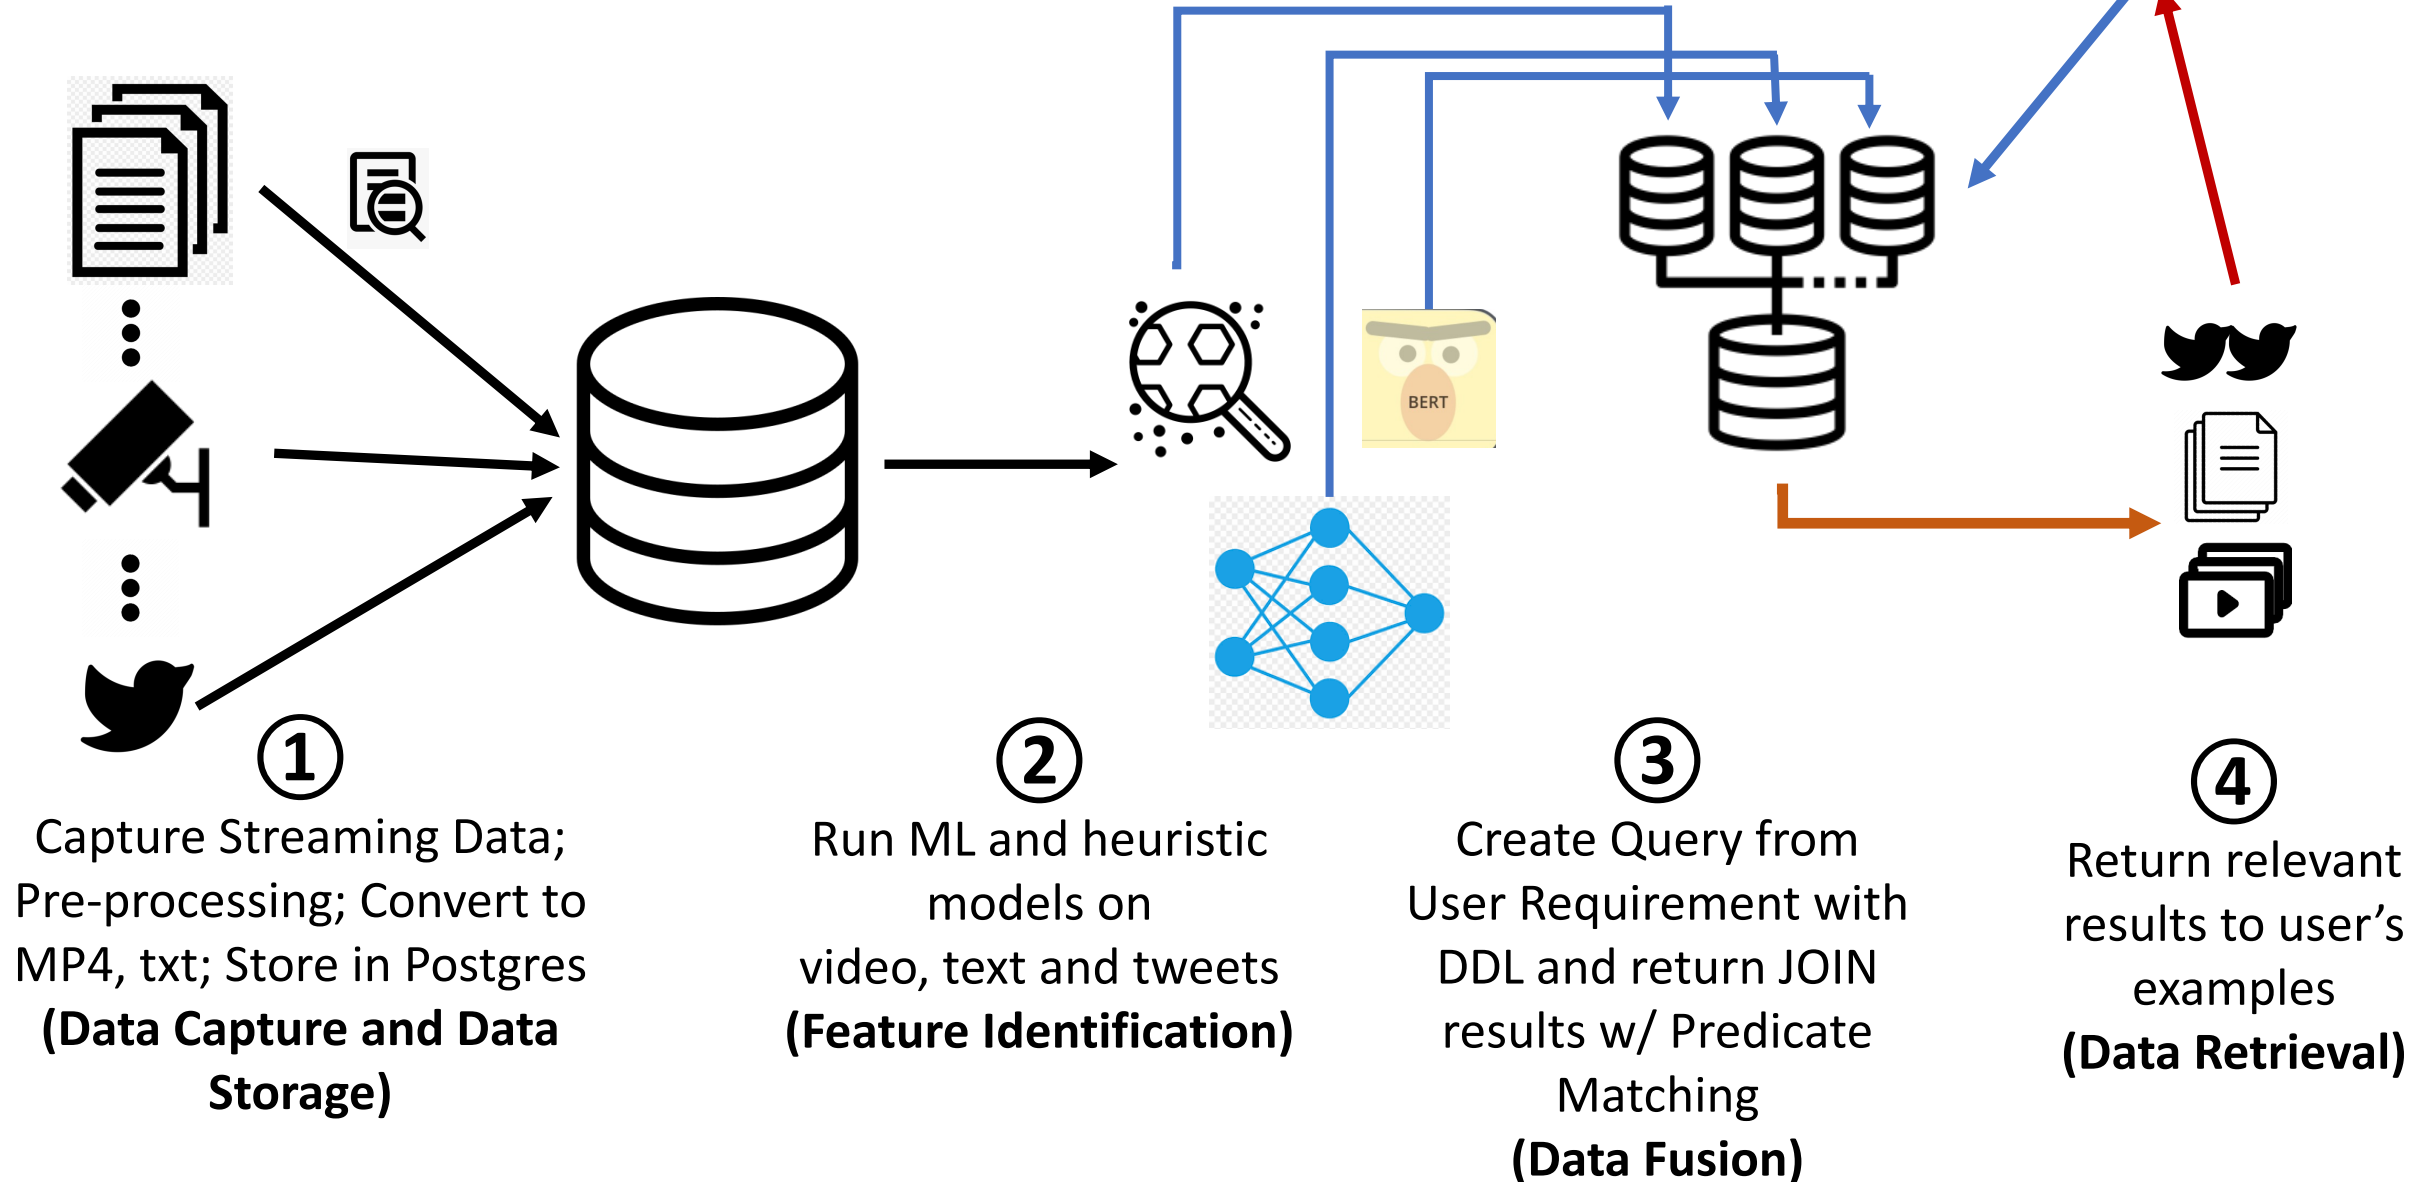 BERT
1
Capture Streaming Data;
Pre-processing; Convert to
MP4, txt; Store in Postgres
(Data Capture and Data
Storage)
2
Run ML and heuristic
models on
video, text and tweets
(Feature Identification)
3
Create Query from
User Requirement with
DDL and return JOIN
results w/ Predicate
Matching
(Data Fusion)
4
Return relevant
results to user’s
examples
(Data Retrieval)